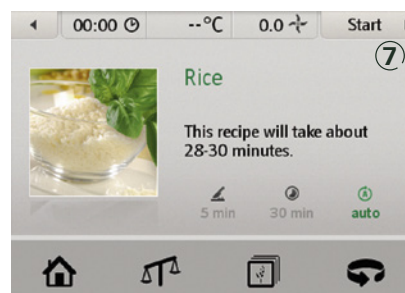 00:00 --°C 0.0 Start
⑦
Rice
This recipe will take about
28-30 minutes.
5 min 30 min auto